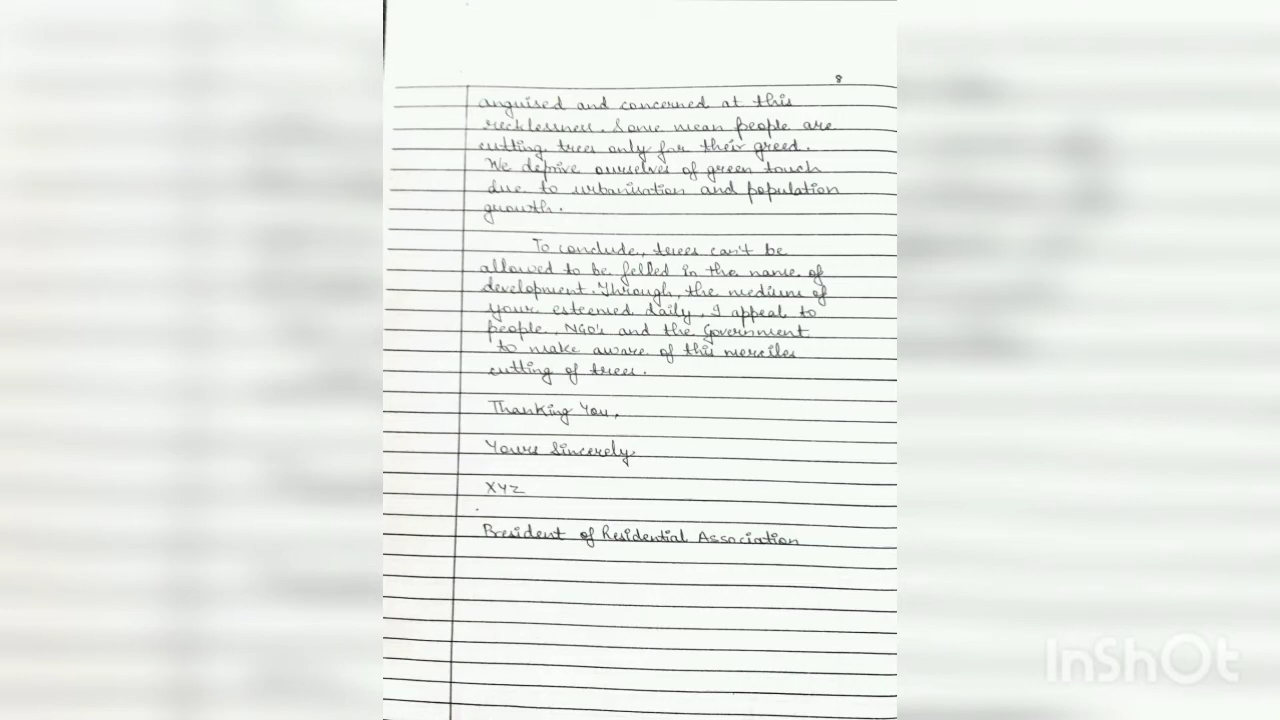 8
anguised and concerned at this
recklessness. Some mean people are
cutting trees only for their greed.
We deprive ourselves of green touch
due to urbanisation and population
growth.
To conclude, trees can't be
allowed to be felled in the name of
development. Through, the medium of
your esteemed daily, I appeal to
people, NGO's and the Government
to make aware of this merciles
cutting of trees.
Thanking You,
Yours Sincerely
XYZ
President of Residential Association
InShOt